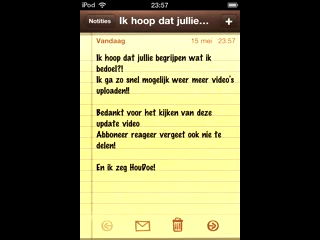 iPod 23:57
Notities Ik hoop dat jullie... +
Vandaag 15 mei 23:57
Ik hoop dat jullie begrijpen wat ik
bedoel?!
Ik ga zo snel mogelijk weer meer video's
uploaden!!
Bedankt voor het kijken van deze
update video
Abboneer reageer vergeet ook nie te
delen!
En ik zeg HouDoe!